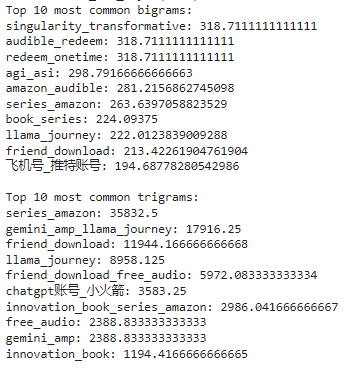 Top 10 most common bigrams:
singularity_transformative: 318.7111111111111
audible_redeem: 318.7111111111111
redeem_onetime: 318.7111111111111
agi_asi: 298.79166666666663
amazon_audible: 281.2156862745098
series_amazon: 263.6397058823529
book_series: 224.09375
llama_journey: 222.0123839009288
friend_download: 213.42261904761904
飞机号_推特账号: 194.68778280542986

Top 10 most common trigrams:
series_amazon: 35832.5
gemini_amp_llama_journey: 17916.25
friend_download: 11944.166666666668
llama_journey: 8958.125
friend_download_free_audio: 5972.083333333334
chatgpt账号_小火箭: 3583.25
innovation_book_series_amazon: 2986.041666666667
free_audio: 2388.833333333333
gemini_amp: 2388.833333333333
innovation_book: 1194.4166666666665